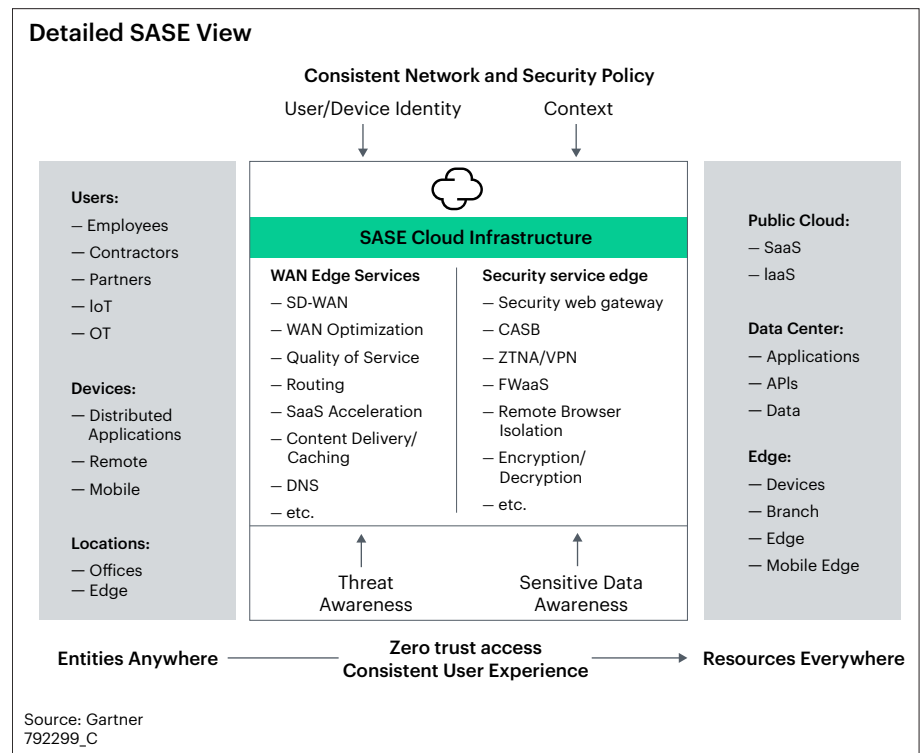 Detailed SASE View
Consistent Network and Security Policy
User/Device Identity
Context
Users:
— Employees
— Contractors
— Partners
— IoT
— OT
Devices:
— Distributed
Applications
— Remote
— Mobile
Locations:
— Offices
— Edge
SASE Cloud Infrastructure
WAN Edge Services
— SD-WAN
— WAN Optimization
— Quality of Service
— Routing
— SaaS Acceleration
— Content Delivery/
Caching
— DNS
— etc.
Security service edge
— Security web gateway
— CASB
— ZTNA/VPN
— FWaaS
— Remote Browser
Isolation
— Encryption/
Decryption
— etc.
Threat
Awareness
Sensitive Data
Awareness
Public Cloud:
— SaaS
— IaaS
Data Center:
— Applications
— APIs
— Data
Edge:
— Devices
— Branch
— Edge
— Mobile Edge
Entities Anywhere
Zero trust access
Consistent User Experience
Resources Everywhere
Source: Gartner
792299_C